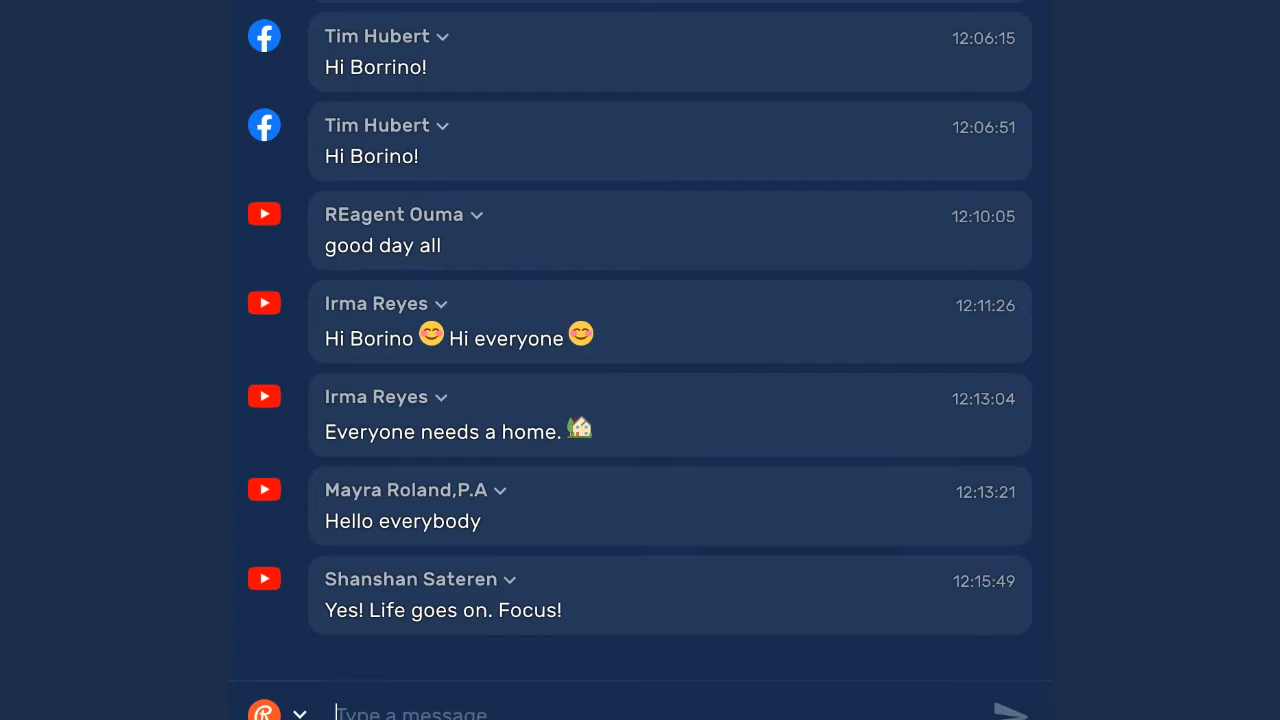 Tim Hubert
12:06:15
Hi Borrino!
Tim Hubert
12:06:51
Hi Borino!
REagent Ouma
12:10:05
good day all
Irma Reyes
12:11:26
Hi Borino 😊 Hi everyone 😊
Irma Reyes
12:13:04
Everyone needs a home. 🏡
Mayra Roland,P.A
12:13:21
Hello everybody
Shanshan Sateren
12:15:49
Yes! Life goes on. Focus!
Type a message